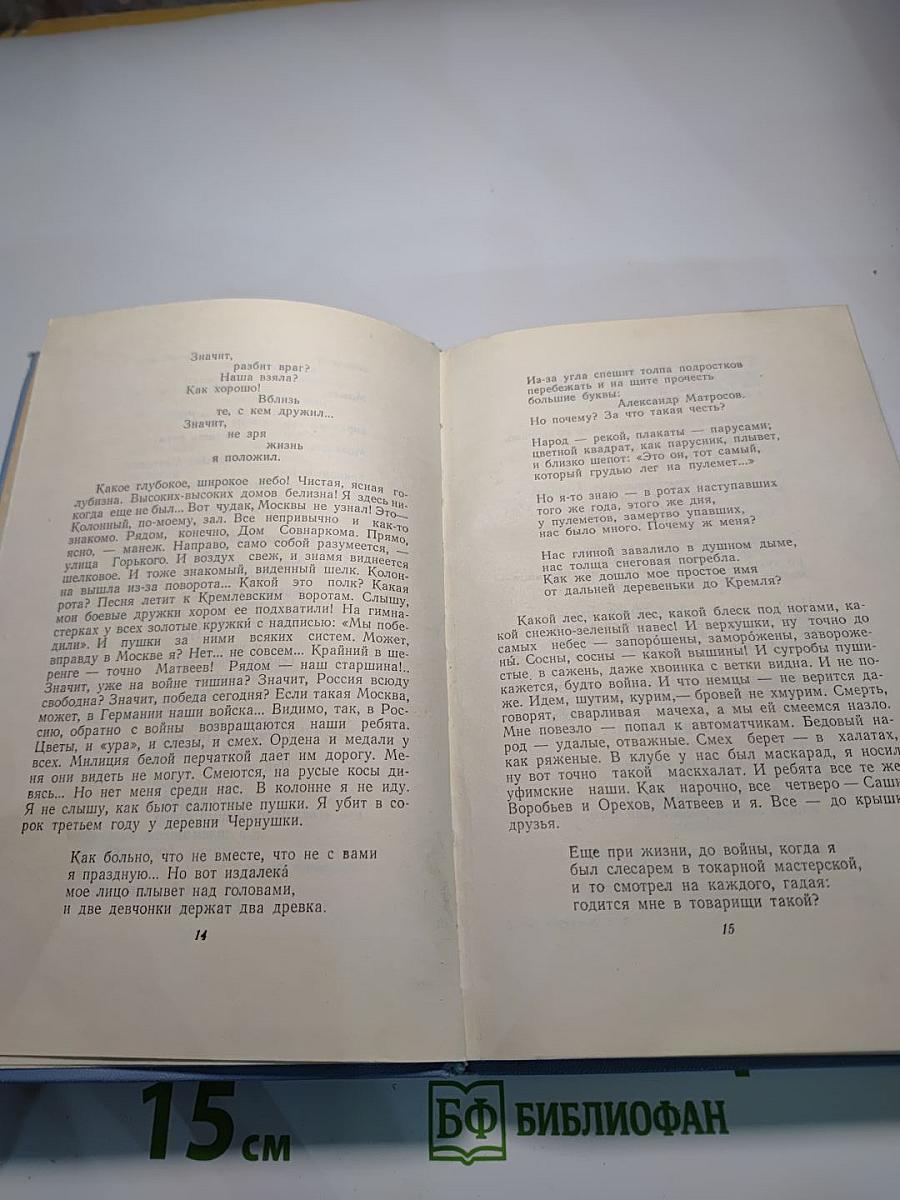 Значит,
разбит враг?
Наша взяла?
Как хорошо!
Вблизь
те, с кем дружил...
Значит,
не зря
жизнь
я положил.
Какое глубокое, широкое небо! Чистая, ясная го-
лубизна. Высоких-высоких домов белизна! Я здесь ни-
когда еще не был... Вот чудак, Москвы не узнал! Это—
Колонный, по-моему, зал. Все непривычно и как-то
знакомо. Рядом, конечно, Дом Совнаркома. Прямо,
ясно, — манеж. Направо, само собой разумеется, —
улица Горького. И воздух свеж, и знамя виднеется
шелковое. И тоже знакомый, виденный шелк. Колон-
на вышла из-за поворота... Какой это полк? Какая
рота? Песня летит к Кремлевским воротам. Слышу,
мои боевые дружки хором ее подхватили! На гимна-
стерках у всех золотые кружки́ с надписью: «Мы побе-
дили». И пушки за ними всяких систем. Может,
вправду в Москве я? Нет... не совсем... Крайний в ше-
ренге — точно Матвеев! Рядом — наш старшина!..
Значит, уже на войне тишина? Значит, Россия всюду
свободна? Значит, победа сегодня? Если такая Москва,
может, в Германии наши войска... Видимо, так, в Рос-
сию, обратно с войны возвращаются наши ребята.
Цветы, и «ура», и слезы, и смех. Ордена и медали у
всех. Милиция белой перчаткой дает им дорогу. Ме-
ня они видеть не могут. Смеются, на русые косы ди-
вясь... Но нет меня среди нас. В колонне я не иду.
Я не слышу, как бьют салютные пушки. Я убит в со-
рок третьем году у деревни Чернушки.
Как больно, что не вместе, что не с вами
я праздную... Но вот издалека́
мое лицо плывет над головами,
и две девчонки держат два древка.
14
Из-за угла спешит толпа подростков
перебежать и на щите прочесть
большие буквы:
Александр Матросов.
Но почему? За что такая честь?
Народ — рекой, плакаты — парусами;
цветной квадрат, как парусник, плывет,
и близко шепот: «Это он, тот самый,
который грудью лег на пулемет...»
Но я-то знаю — в ротах наступавших
того же года, этого же дня,
у пулеметов, замертво упавших,
нас было много. Почему ж меня?
Нас глиной завалило в душном дыме,
нас толща снеговая погребла.
Как же дошло мое простое имя
от дальней деревеньки до Кремля?
Какой лес, какой лес, какой блеск под ногами, ка-
кой снежно-зеленый навес! И верхушки, ну точно до
самых небес — запоро́шены, заморо́жены, завороже-
ны́. Сосны, сосны — какой вышины! И сугробы пуши-
стые, в сажень, даже хвоинка с ветки видна. И не по-
кажется, будто война. И что немцы — не верится да-
же. Идем, шутим, курим,— бровей не хмурим. Смерть,
говорят, сварливая мачеха, а мы ей смеемся назло.
Мне повезло — попал к автоматчикам. Бедовый на-
род — удалые, отважные. Смех берет — в халатах,
как ряженые. В клубе у нас был маскарад, я носил
ну вот точно такой маскхалат. И ребята все те же
уфимские наши. Как нарочно, все четверо — Саши
Воробьев и Орехов, Матвеев и я. Все — до крышк
друзья.
Еще при жизни, до войны, когда я
был слесарем в токарной мастерской,
и то смотрел на каждого, гадая:
годится мне в товарищи такой?
15
15 см
БФ БИБЛИОФАН